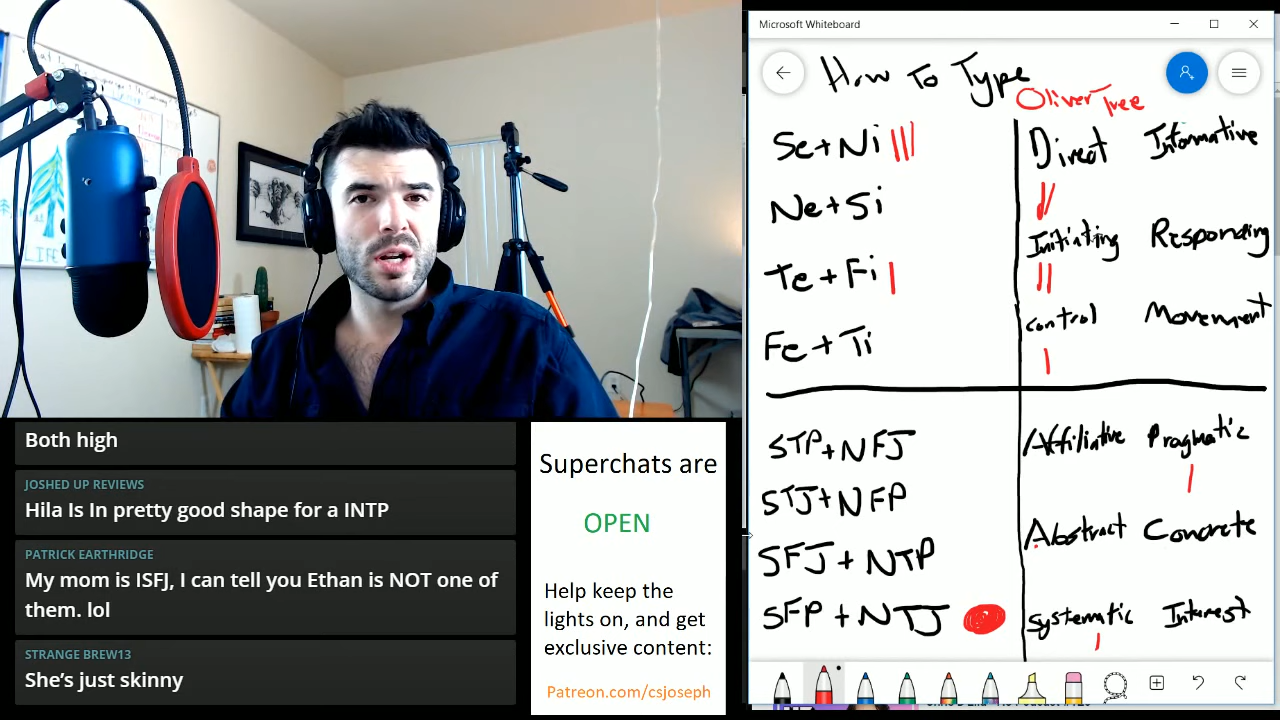 Microsoft Whiteboard
How To Type
Oliver Tree
Se+Ni
Direct Informative
Ne+Si
Initiating Responding
Te + Fi
control Movement
Fe + Ti
STP+NFJ
Affiliative Pragmatic
STJ+NFP
Abstract Concrete
SFJ+NTP
SFP+NTJ
Systematic Interest
LIFE
Both high
JOSHED UP REVIEWS
Hila Is In pretty good shape for a INTP
PATRICK EARTHRIDGE
My mom is ISFJ, I can tell you Ethan is NOT one of
them. lol
STRANGE BREW13
She's just skinny
Superchats are
OPEN
Help keep the
lights on, and get
exclusive content:
Patreon.com/csjoseph